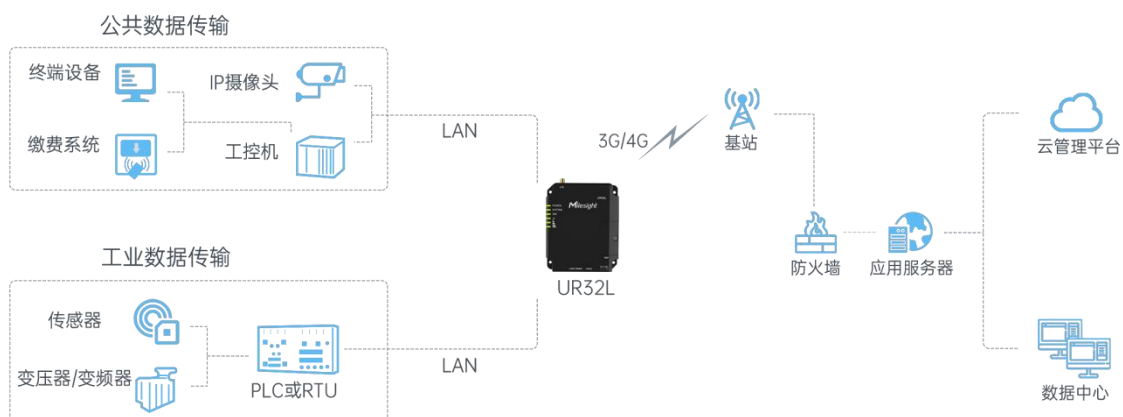 公共数据传输
终端设备
IP摄像头
缴费系统
工控机
LAN
3G/4G
基站
云管理平台
Milesight
UR32L
防火墙
应用服务器
工业数据传输
传感器
变压器/变频器
PLC或RTU
LAN
数据中心